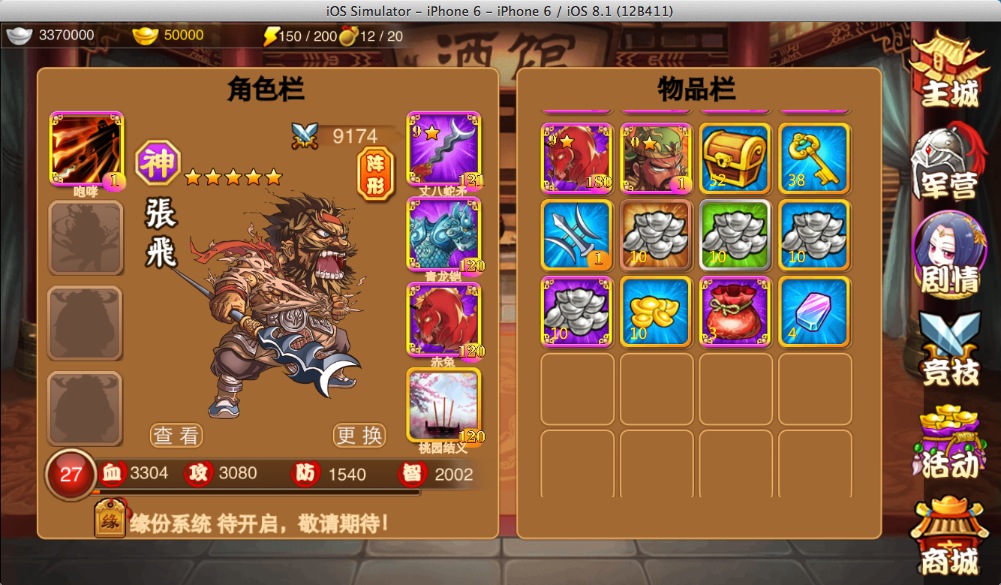 iOS Simulator - iPhone 6 - iPhone 6 / iOS 8.1 (12B411)
3370000
50000
150 / 200
12 / 20
酒馆
角色栏
咆哮
1
神
張飛
9174
阵形
9
121
丈八蛇矛
120
青龙铠
120
赤兔
120
桃园结义
查看
更换
27
血 3304
攻 3080
防 1540
智 2002
缘
缘份系统 待开启，敬请期待！
物品栏
9
180
0
1
52
38
1
10
10
10
10
10
3
4
主城
军营
剧情
竞技
活动
商城